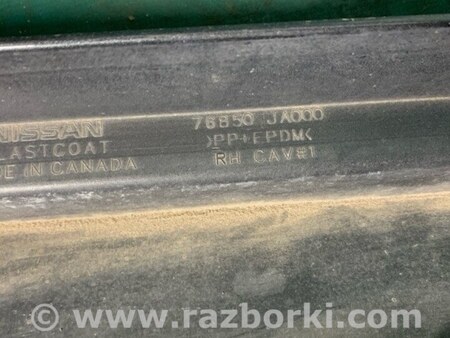 NISSAN 76850 JA000
LASTCOAT >PP+EPDM<
DE IN CANADA RH CAV#1
© www.razborki.com